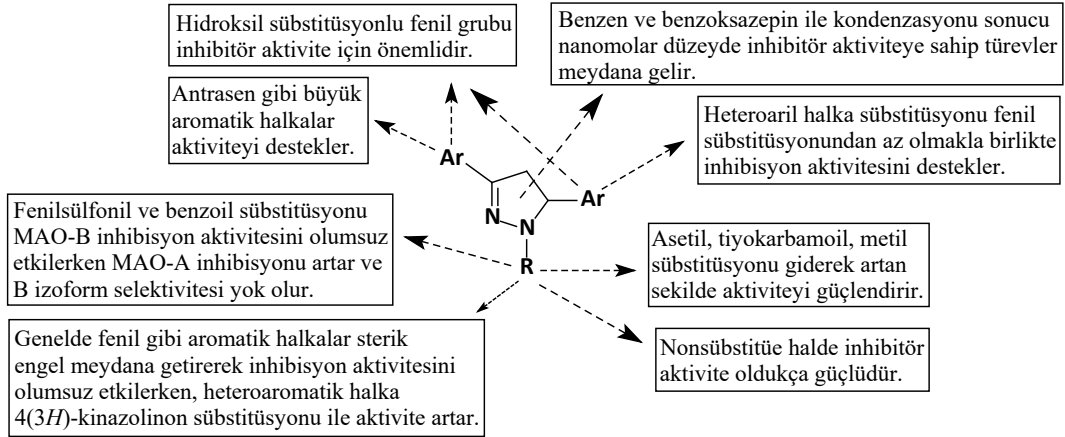 Hidroksil sübstitüsyonlu fenil grubu
inhibitör aktivite için önemlidir.
Benzen ve benzoksazepin ile kondenzasyonu sonucu
nanomolar düzeyde inhibitör aktiviteye sahip türevler
meydana gelir.
Antrasen gibi büyük
aromatik halkalar
aktiviteyi destekler.
Heteroaril halka sübstitüsyonu fenil
sübstitüsyonundan az olmakla birlikte
inhibisyon aktivitesini destekler.
Ar
Ar
N
N
R
Fenilsülfonil ve benzoil sübstitüsyonu
MAO-B inhibisyon aktivitesini olumsuz
etkilerken MAO-A inhibisyonu artar ve
B izoform selektivitesi yok olur.
Asetil, tiyokarbamoil, metil
sübstitüsyonu giderek artan
sekilde aktiviteyi güçlendirir.
Genelde fenil gibi aromatik halkalar sterik
engel meydana getirerek inhibisyon aktivitesini
olumsuz etkilerken, heteroaromatik halka
4(3H)-kinazolinon sübstitüsyonu ile aktivite artar.
Nonsübstitüe halde inhibitör
aktivite oldukça güçlüdür.